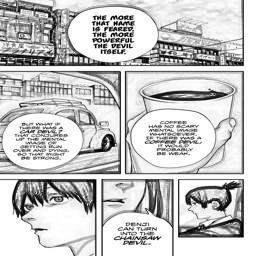 THE MORE
THAT NAME
IS FEARED,
THE MORE
POWERFUL
THE DEVIL
ITSELF.
BUT WHAT IF
THERE WAS A
CAR DEVIL?
THAT CONJURES
UP THE MENTAL
IMAGE OF
GETTING RUN
OVER AND DYING,
SO THAT MIGHT
BE STRONG.
COFFEE
HAS NO SCARY
MENTAL IMAGE
WHATSOEVER.
IF THERE WAS A
COFFEE DEVIL,
IT WOULD
PROBABLY
BE WEAK.
DENJI
CAN TURN
INTO THE
CHAINSAW
DEVIL.